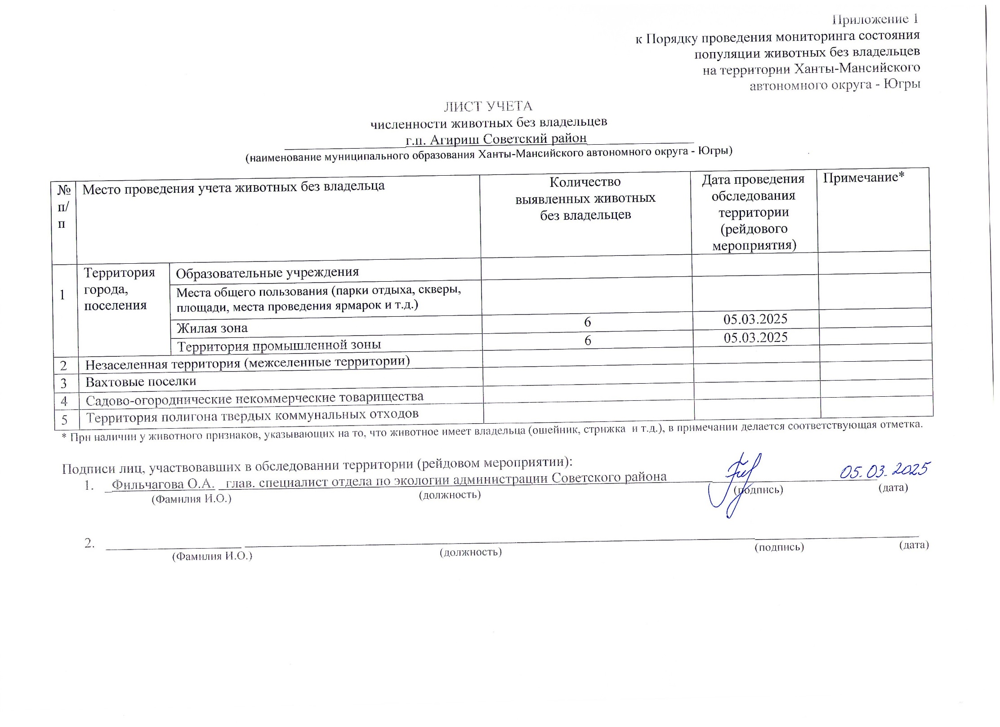 Приложение 1
к Порядку проведения мониторинга состояния
популяции животных без владельцев
на территории Ханты-Мансийского
автономного округа - Югры
ЛИСТ УЧЕТА
численности животных без владельцев
г.п. Агириш Советский район
(наименование муниципального образования Ханты-Мансийского автономного округа - Югры)
№
п/
п
Место проведения учета животных без владельца
Количество
выявленных животных
без владельцев
Дата проведения
обследования
территории
(рейдового
мероприятия)
Примечание*
1
Территория
города,
поселения
Образовательные учреждения
Места общего пользования (парки отдыха, скверы,
площади, места проведения ярмарок и т.д.)
Жилая зона 6 05.03.2025
Территория промышленной зоны 6 05.03.2025
2 Незаселенная территория (межселенные территории)
3 Вахтовые поселки
4 Садово-огороднические некоммерческие товарищества
5 Территория полигона твердых коммунальных отходов
* При наличии у животного признаков, указывающих на то, что животное имеет владельца (ошейник, стрижка и т.д.), в примечании делается соответствующая отметка.
Подписи лиц, участвовавших в обследовании территории (рейдовом мероприятии):
1. Фильчагова О.А. глав. специалист отдела по экологии администрации Советского района 05.03.2025
(Фамилия И.О.) (должность) (подпись) (дата)
2.
(Фамилия И.О.) (должность) (подпись) (дата)